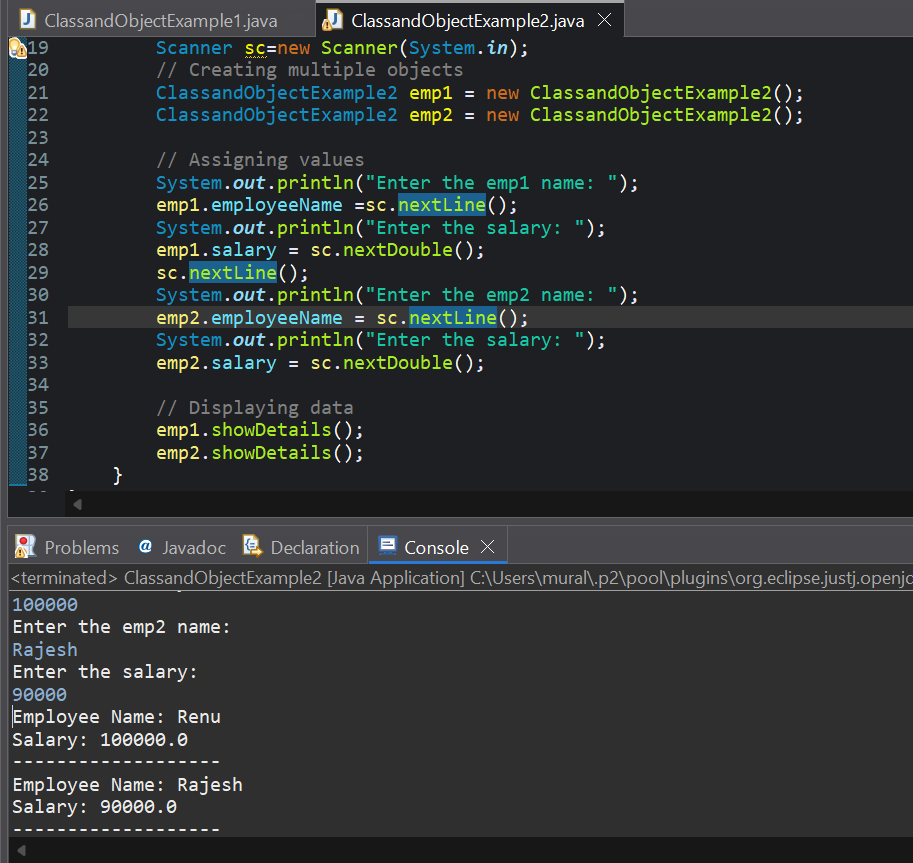 ClassandObjectExample1.java ClassandObjectExample2.java
19 Scanner sc=new Scanner(System.in);
20 // Creating multiple objects
21 ClassandObjectExample2 emp1 = new ClassandObjectExample2();
22 ClassandObjectExample2 emp2 = new ClassandObjectExample2();
23
24 // Assigning values
25 System.out.println("Enter the emp1 name: ");
26 emp1.employeeName =sc.nextLine();
27 System.out.println("Enter the salary: ");
28 emp1.salary = sc.nextDouble();
29 sc.nextLine();
30 System.out.println("Enter the emp2 name: ");
31 emp2.employeeName = sc.nextLine();
32 System.out.println("Enter the salary: ");
33 emp2.salary = sc.nextDouble();
34
35 // Displaying data
36 emp1.showDetails();
37 emp2.showDetails();
38 }
Problems Javadoc Declaration Console
<terminated> ClassandObjectExample2 [Java Application] C:\Users\mural\.p2\pool\plugins\org.eclipse.justj.openjd
100000
Enter the emp2 name:
Rajesh
Enter the salary:
90000
Employee Name: Renu
Salary: 100000.0
-------------------
Employee Name: Rajesh
Salary: 90000.0
-------------------